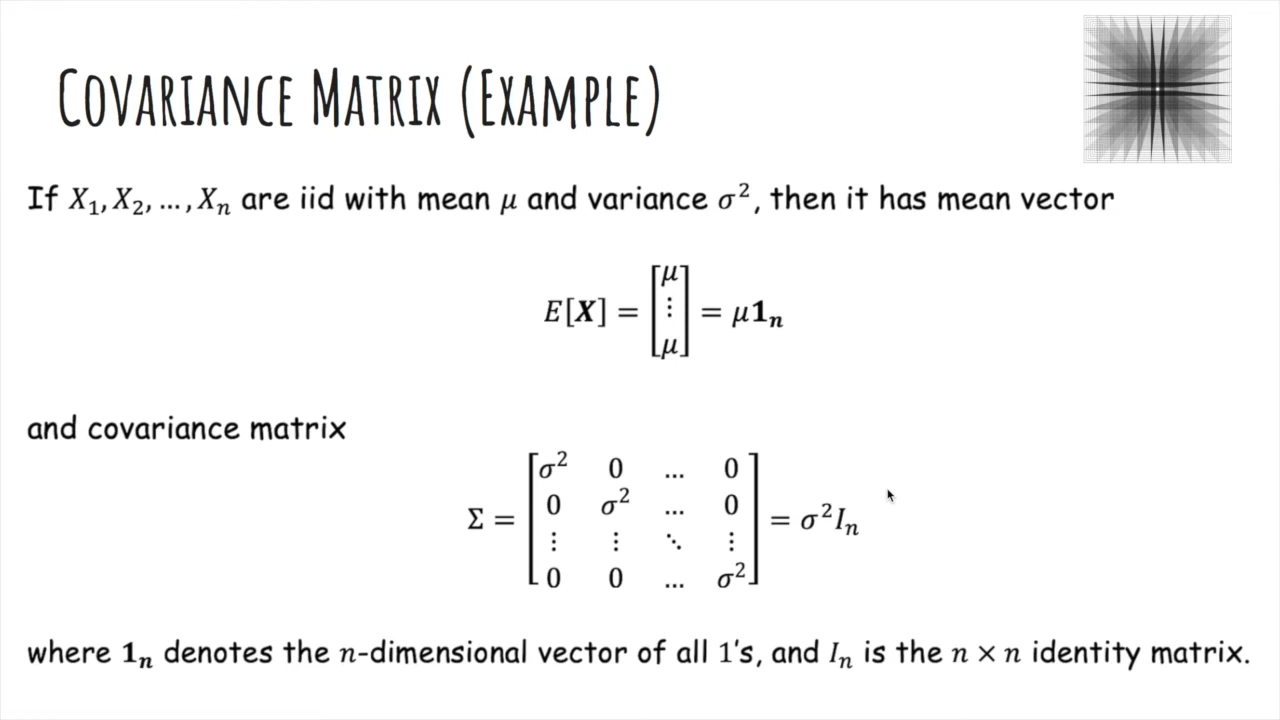 COVARIANCE MATRIX (EXAMPLE)
If X₁, X₂, …, Xₙ are iid with mean μ and variance σ², then it has mean vector
E[X] = [μ ⋮ μ] = μ1ₙ
and covariance matrix
Σ = [σ² 0 … 0
0 σ² … 0
⋮ ⋮ ⋱ ⋮
0 0 … σ²] = σ²Iₙ
where 1ₙ denotes the n-dimensional vector of all 1's, and Iₙ is the n × n identity matrix.